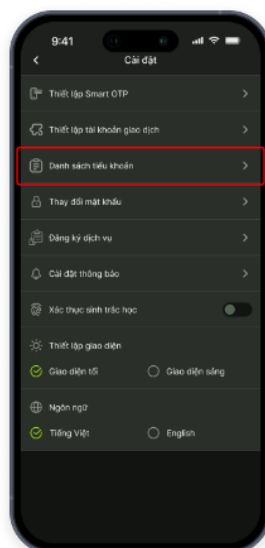 9:41
Cài đặt
Thiết lập Smart OTP
Thiết lập tài khoản giao dịch
Danh sách tiểu khoản
Thay đổi mật khẩu
Đăng ký dịch vụ
Cài đặt thông báo
Xác thực sinh trắc học
Thiết lập giao diện
Giao diện tối Giao diện sáng
Ngôn ngữ
Tiếng Việt English